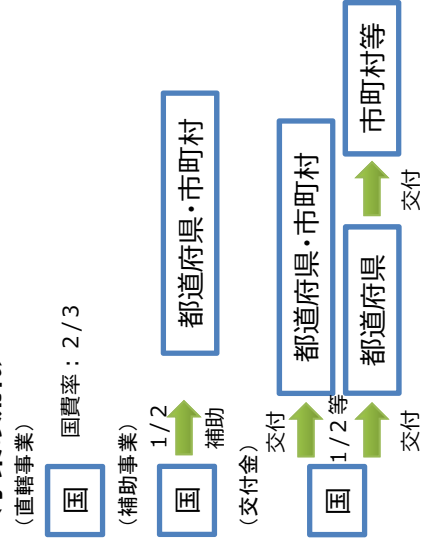 （直轄事業）
国
国費率：2/3
（補助事業）
国
1/2
補助
都道府県・市町村
（交付金）
国
交付
1/2等
都道府県・市町村
交付
都道府県
交付
市町村等